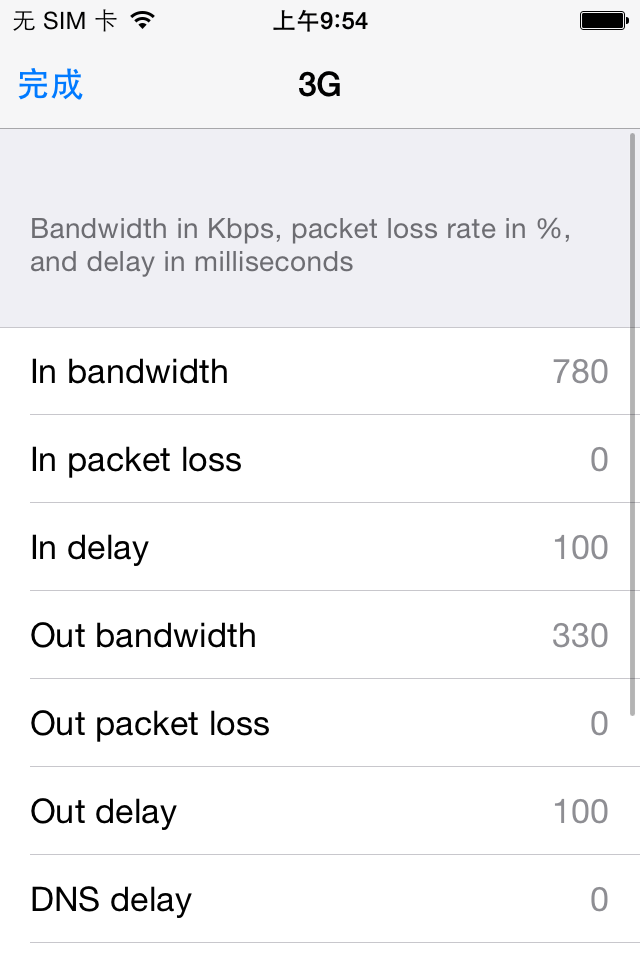 无 SIM 卡 上午9:54
完成 3G
Bandwidth in Kbps, packet loss rate in %,
and delay in milliseconds
In bandwidth 780
In packet loss 0
In delay 100
Out bandwidth 330
Out packet loss 0
Out delay 100
DNS delay 0